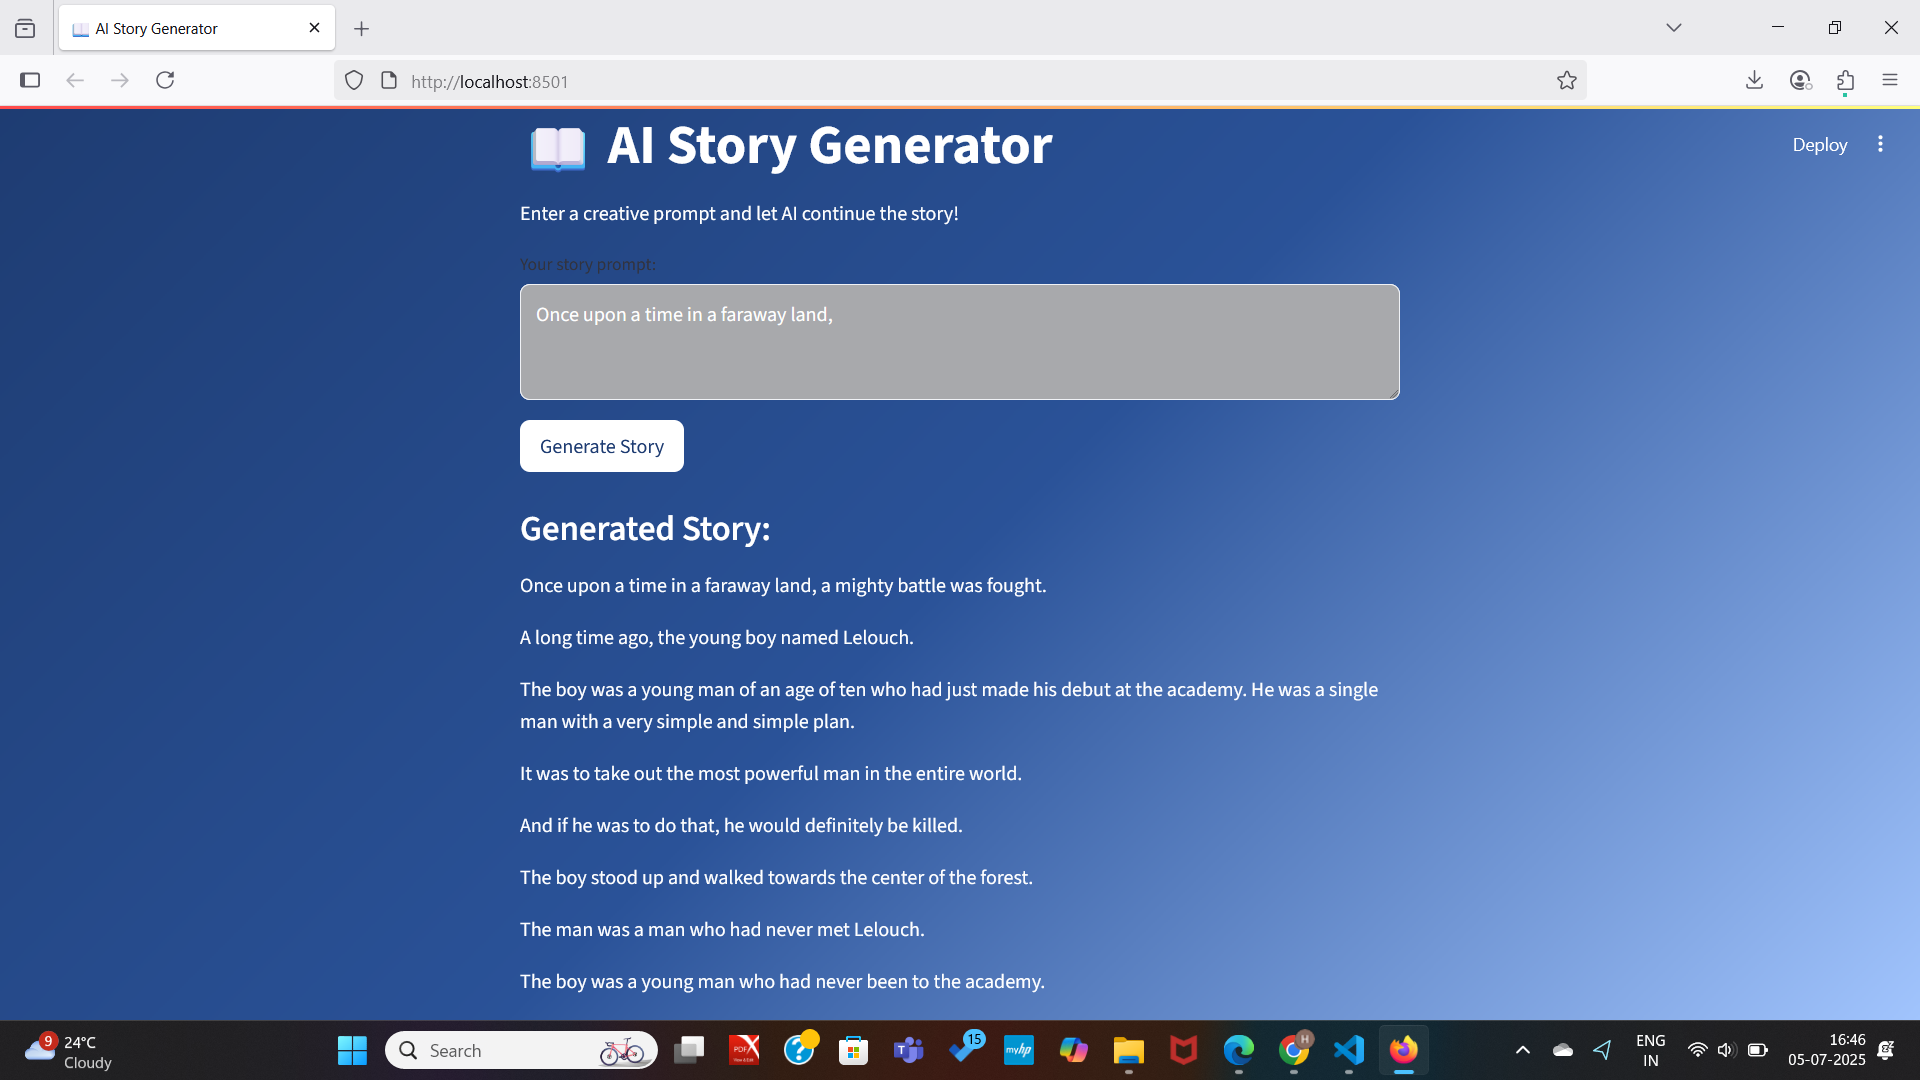 AI Story Generator
http://localhost:8501
AI Story Generator
Deploy
Enter a creative prompt and let AI continue the story!
Your story prompt:
Once upon a time in a faraway land,
Generate Story
Generated Story:
Once upon a time in a faraway land, a mighty battle was fought.
A long time ago, the young boy named Lelouch.
The boy was a young man of an age of ten who had just made his debut at the academy. He was a single
man with a very simple and simple plan.
It was to take out the most powerful man in the entire world.
And if he was to do that, he would definitely be killed.
The boy stood up and walked towards the center of the forest.
The man was a man who had never met Lelouch.
The boy was a young man who had never been to the academy.
9
24°C
Cloudy
Search
PDF
T
15
myhp
H
ENG
IN
16:46
05-07-2025